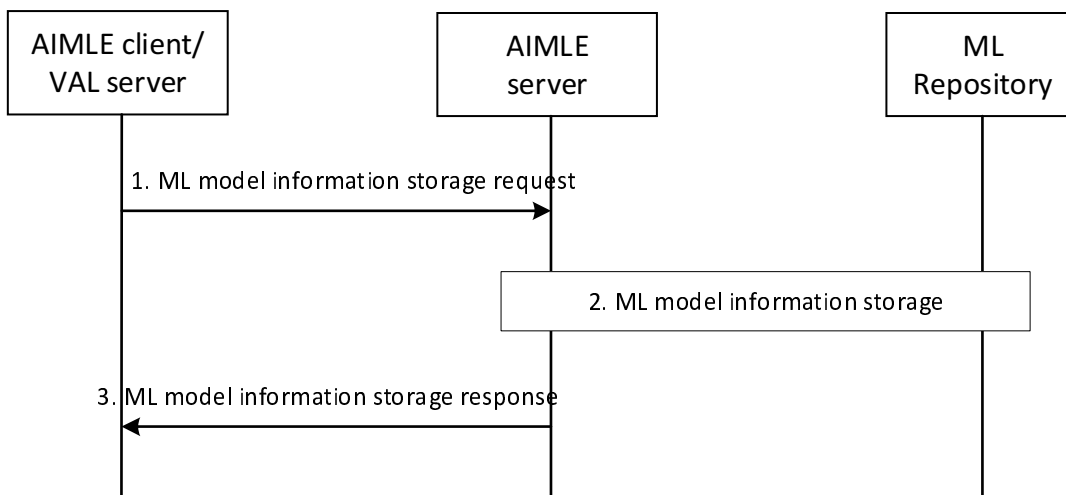 AIMLE client/
VAL server
AIMLE
server
ML
Repository
1. ML model information storage request
2. ML model information storage
3. ML model information storage response